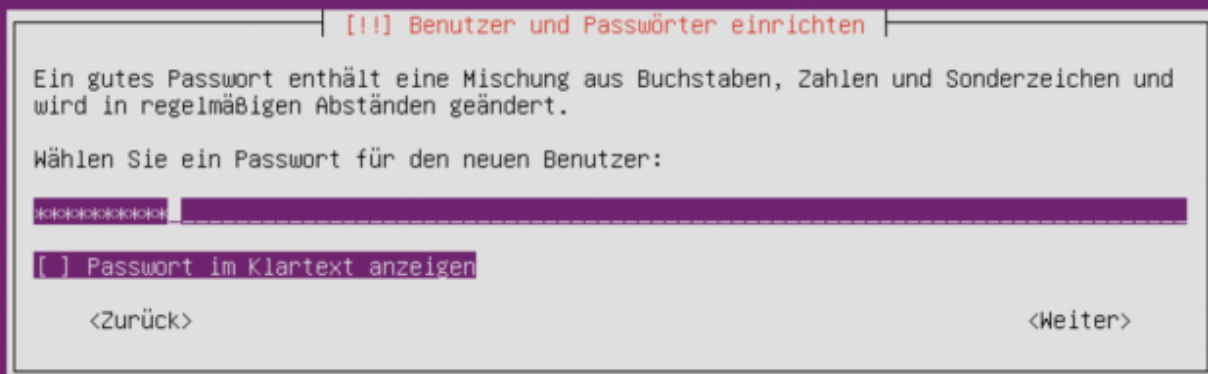 [!!] Benutzer und Passwörter einrichten
Ein gutes Passwort enthält eine Mischung aus Buchstaben, Zahlen und Sonderzeichen und
wird in regelmäßigen Abständen geändert.
Wählen Sie ein Passwort für den neuen Benutzer:
**********
[ ] Passwort im Klartext anzeigen
<Zurück> <Weiter>